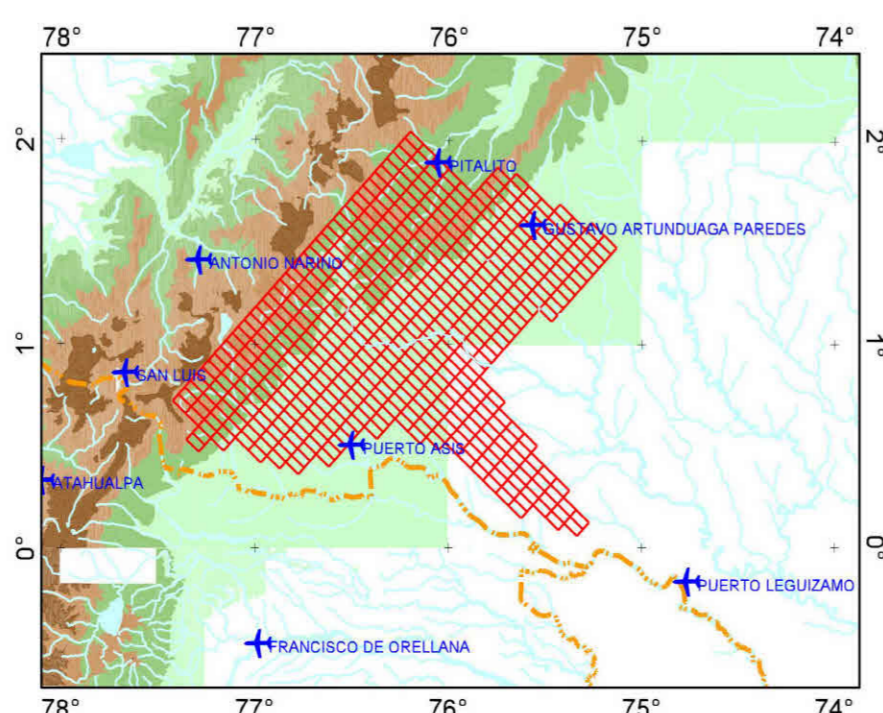 78° 77° 76° 75° 74°
2° 2°
PITALITO
GUSTAVO ARTUNDUAGA PAREDES
ANTONIO NARINO
1° 1°
SAN LUIS
PUERTO ASIS
ATAHUALPA
0° 0°
PUERTO LEGUIZAMO
FRANCISCO DE ORELLANA
78° 77° 76° 75° 74°